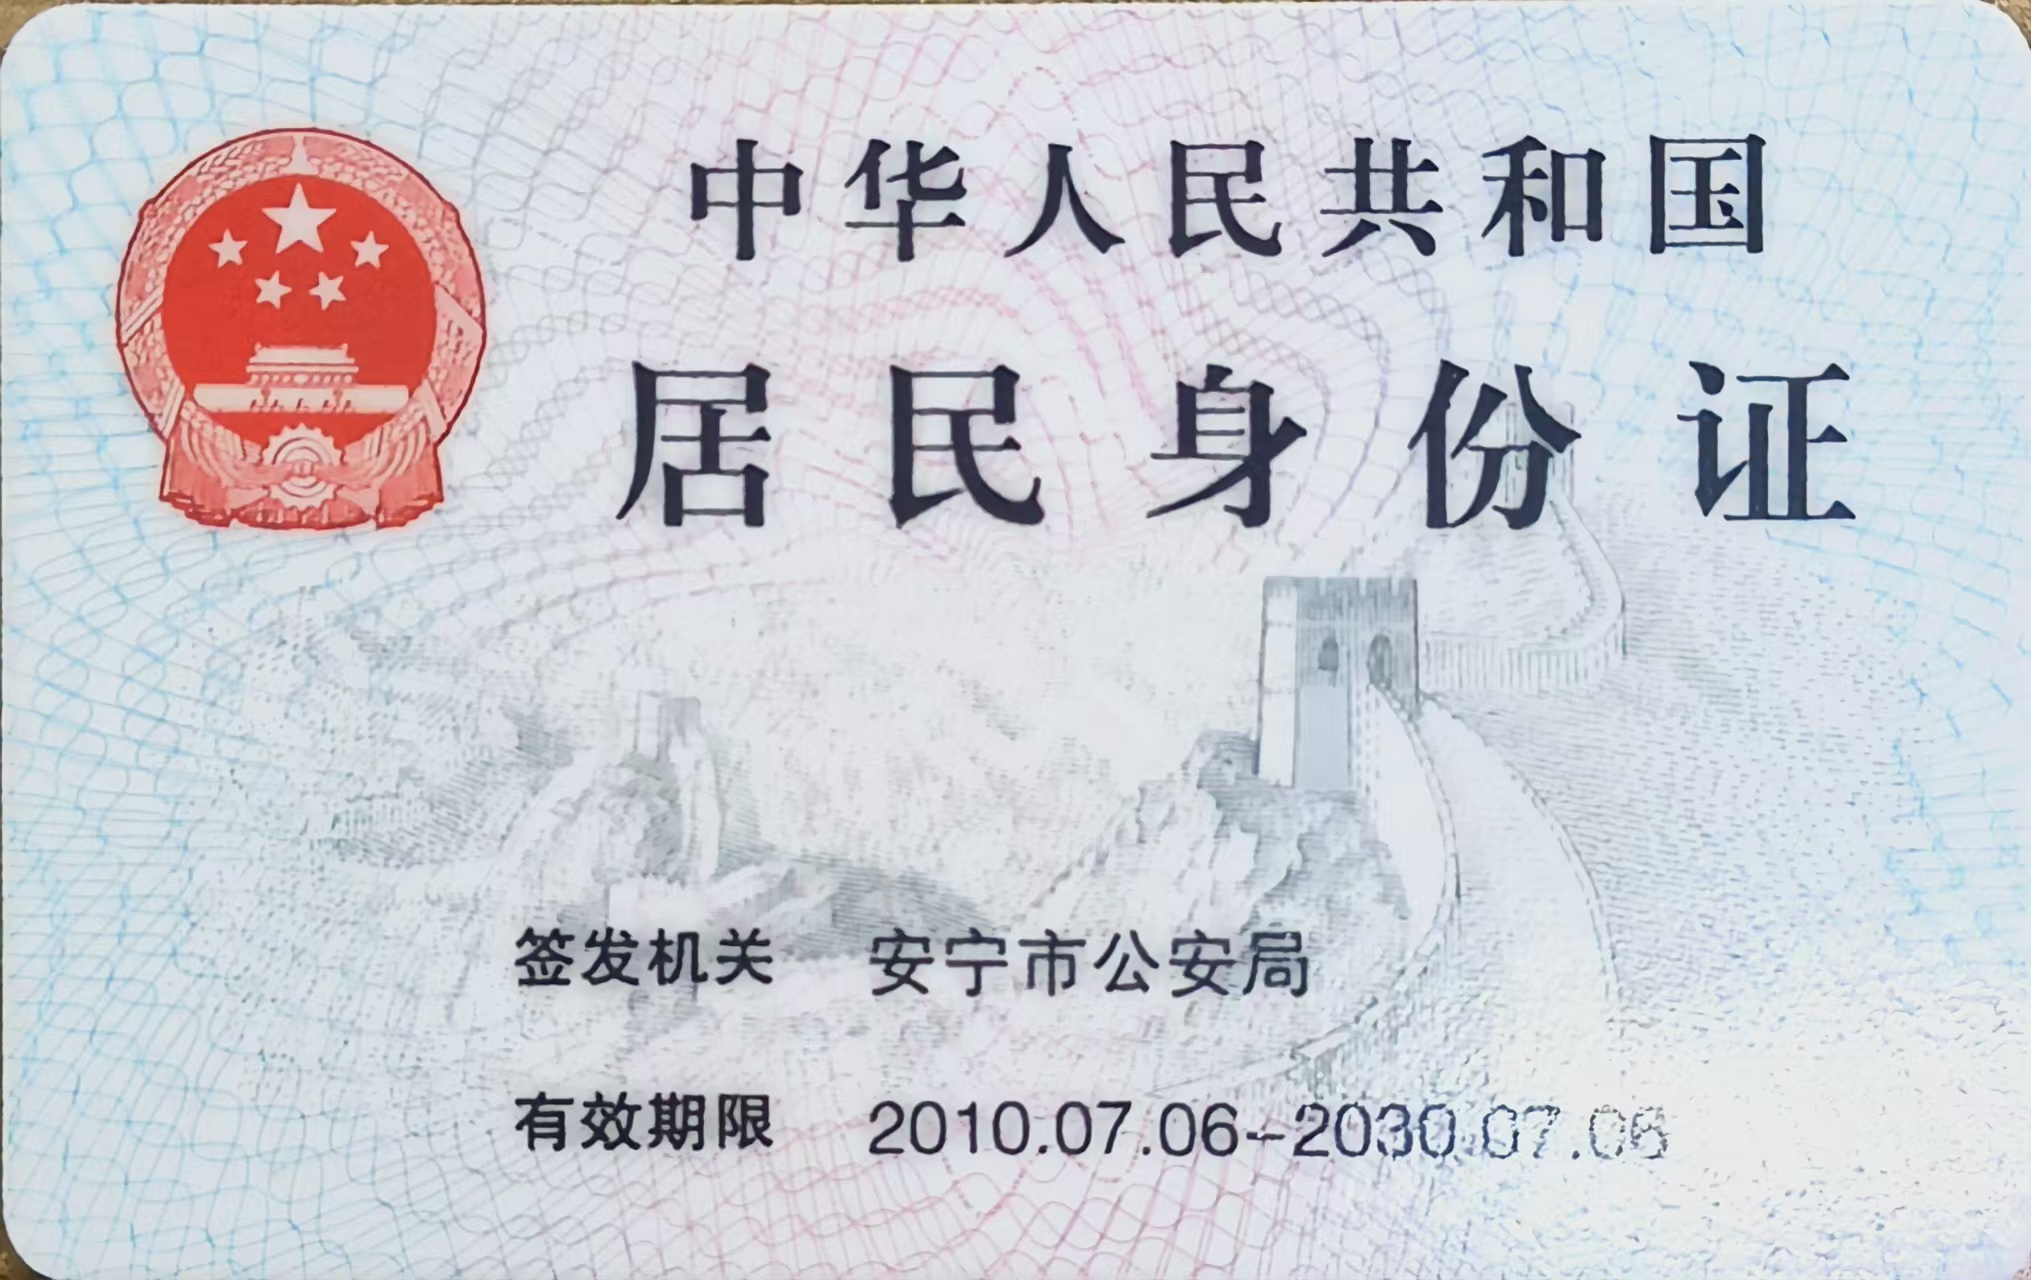 中华人民共和国
居民身份证
签发机关 安宁市公安局
有效期限 2010.07.06-2030.07.06